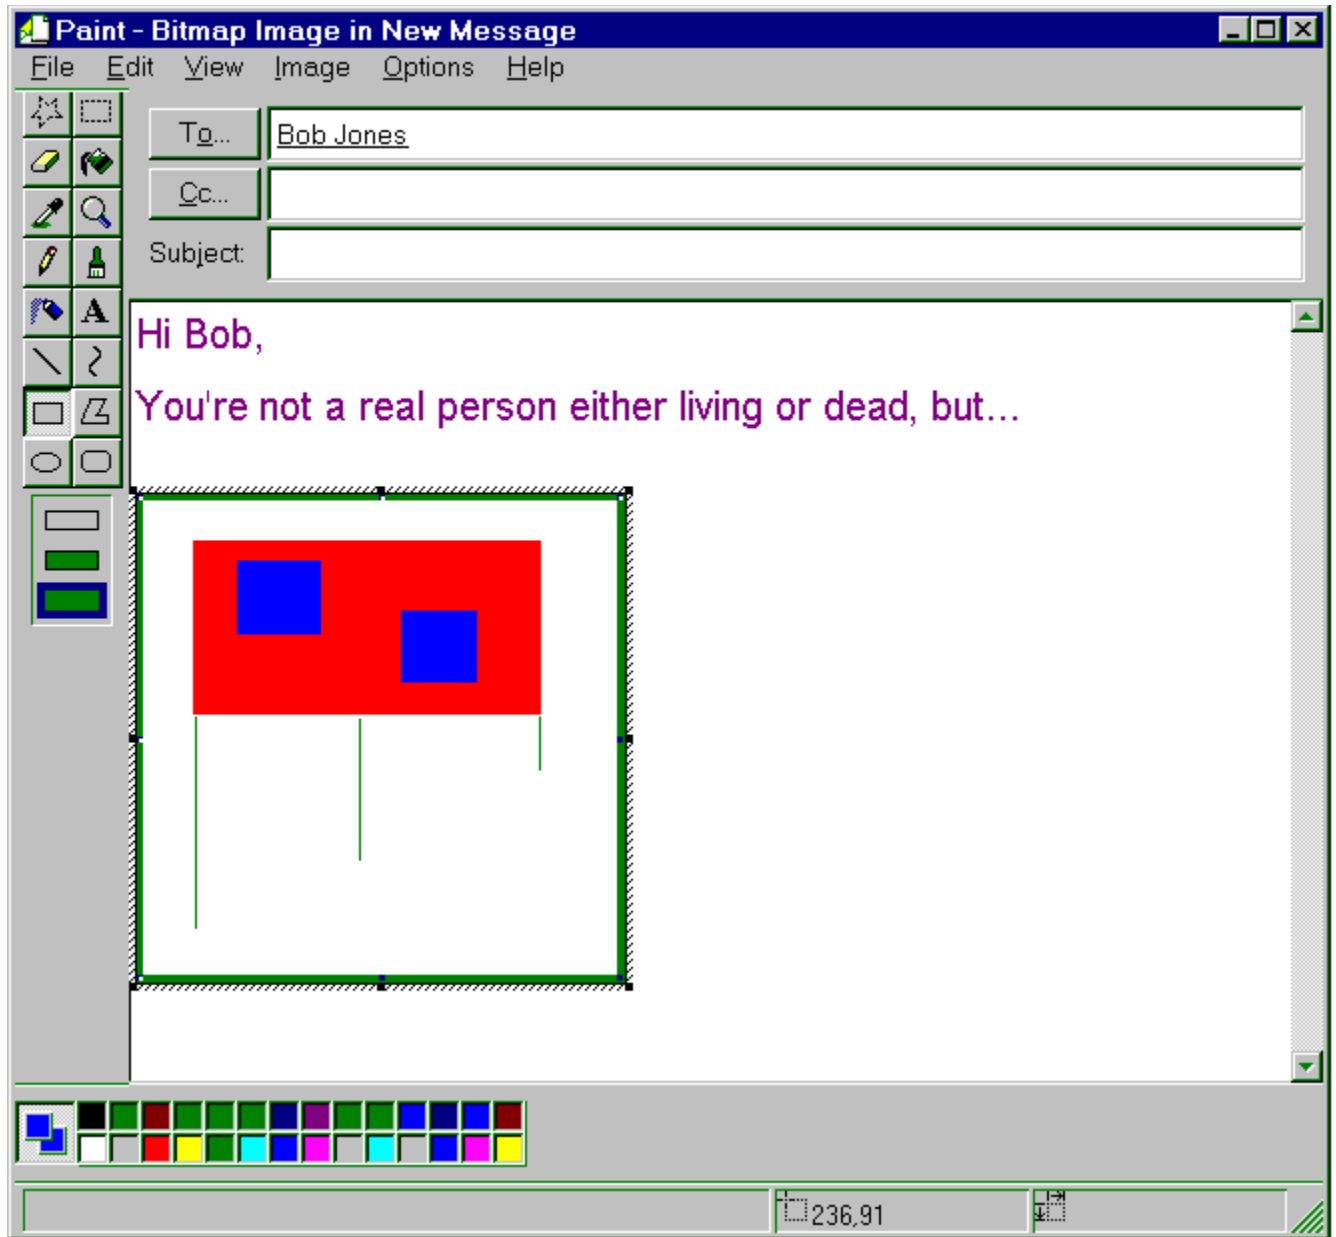 Paint - Bitmap Image in New Message
File Edit View Image Options Help
To... Bob Jones
Cc...
Subject:
A
Hi Bob,
You're not a real person either living or dead, but...
236,91